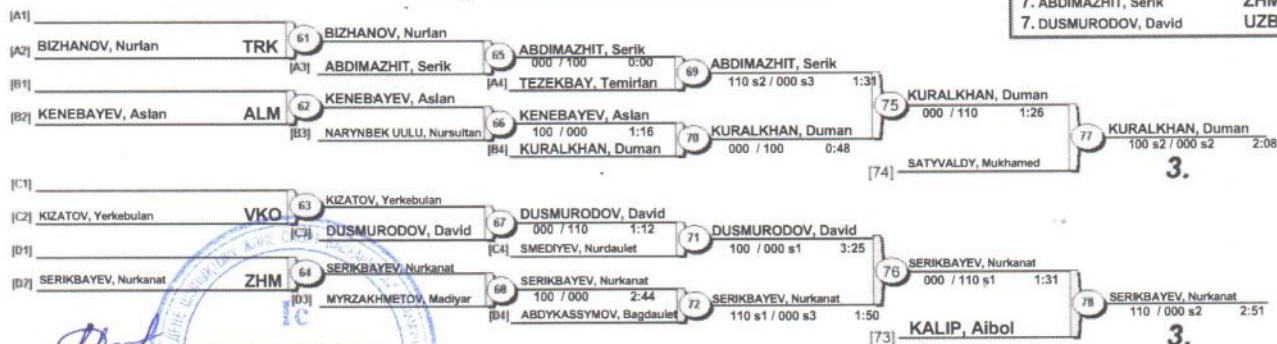 7. ABDIMAZHIT, Serik ZHM
7. DUSMURODOV, David UZB
[A1]
[A2] BIZHANOV, Nurlan TRK
61 BIZHANOV, Nurlan
[A3] ABDIMAZHIT, Serik
65 ABDIMAZHIT, Serik
000 / 100 0:00
[A4] TEZEKBAY, Temirlan
69 ABDIMAZHIT, Serik
110 s2 / 000 s3 1:31
[B1]
[B2] KENEBAYEV, Aslan ALM
62 KENEBAYEV, Aslan
[B3] NARYNBEK UULU, Nursultan
66 KENEBAYEV, Aslan
100 / 000 1:16
[B4] KURALKHAN, Duman
70 KURALKHAN, Duman
000 / 100 0:48
75 KURALKHAN, Duman
000 / 110 1:26
[74] SATYVALDY, Mukhamed
77 KURALKHAN, Duman
100 s2 / 000 s2 2:08
3.
[C1]
[C2] KIZATOV, Yerkebulan VKO
63 KIZATOV, Yerkebulan
[C3] DUSMURODOV, David
67 DUSMURODOV, David
000 / 110 1:12
[C4] SMEDIYEV, Nurdaulet
71 DUSMURODOV, David
100 / 000 s1 3:25
[D1]
[D2] SERIKBAYEV, Nurkanat ZHM
64 SERIKBAYEV, Nurkanat
[D3] MYRZAKHMETOV, Madiyar
68 SERIKBAYEV, Nurkanat
100 / 000 2:44
[D4] ABDYKASSYMOV, Bagdaulet
72 SERIKBAYEV, Nurkanat
110 s1 / 000 s3 1:50
76 SERIKBAYEV, Nurkanat
000 / 110 s1 1:31
[73] KALIP, Aibol
78 SERIKBAYEV, Nurkanat
110 / 000 s2 2:51
3.